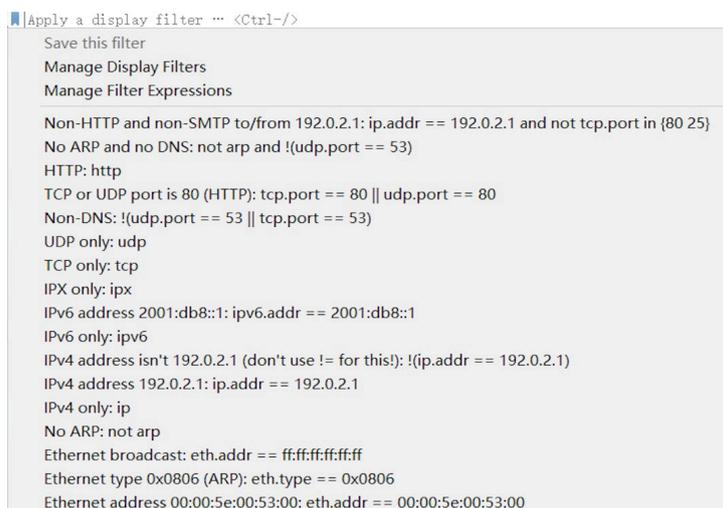 Apply a display filter … <Ctrl-/>
Save this filter
Manage Display Filters
Manage Filter Expressions
Non-HTTP and non-SMTP to/from 192.0.2.1: ip.addr == 192.0.2.1 and not tcp.port in {80 25}
No ARP and no DNS: not arp and !(udp.port == 53)
HTTP: http
TCP or UDP port is 80 (HTTP): tcp.port == 80 || udp.port == 80
Non-DNS: !(udp.port == 53 || tcp.port == 53)
UDP only: udp
TCP only: tcp
IPX only: ipx
IPv6 address 2001:db8::1: ipv6.addr == 2001:db8::1
IPv6 only: ipv6
IPv4 address isn't 192.0.2.1 (don't use != for this!): !(ip.addr == 192.0.2.1)
IPv4 address 192.0.2.1: ip.addr == 192.0.2.1
IPv4 only: ip
No ARP: not arp
Ethernet broadcast: eth.addr == ff:ff:ff:ff:ff:ff
Ethernet type 0x0806 (ARP): eth.type == 0x0806
Ethernet address 00:00:5e:00:53:00: eth.addr == 00:00:5e:00:53:00